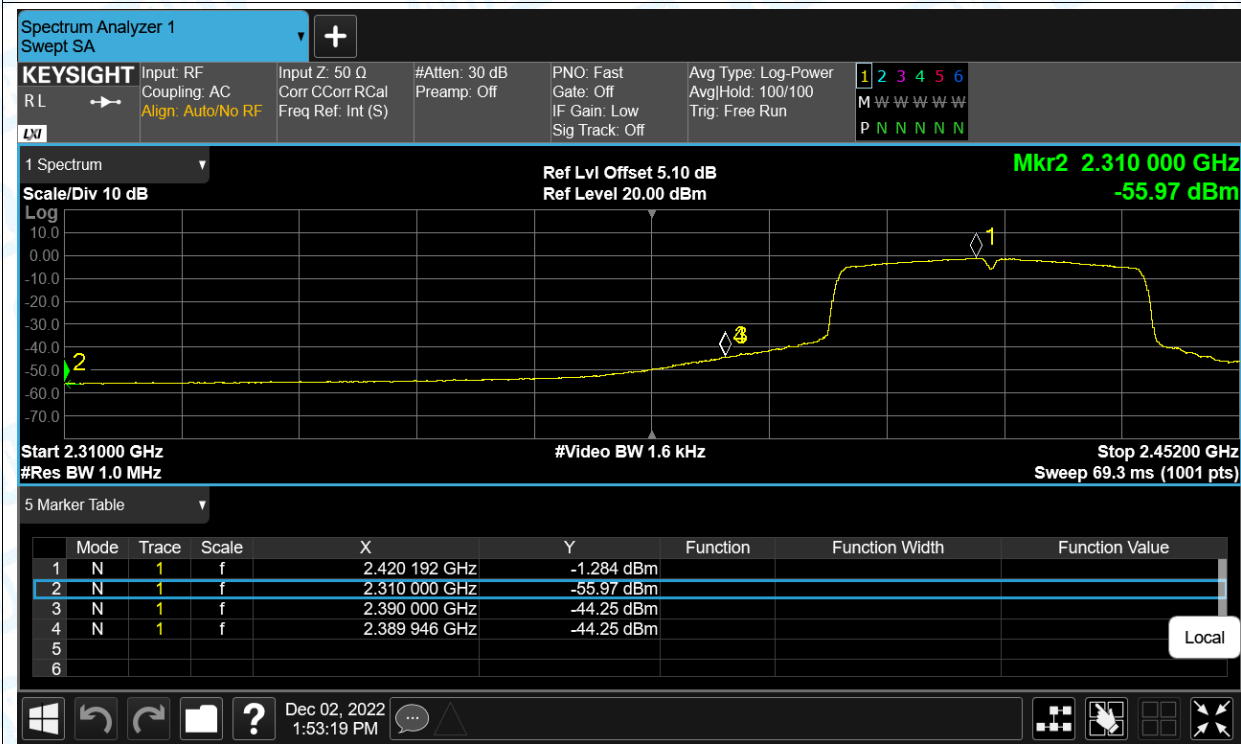 Spectrum Analyzer 1
Swept SA
KEYSIGHT
R L
LXI
Input: RF
Coupling: AC
Align: Auto/No RF
Input Z: 50 Ω
Corr CCorr RCal
Freq Ref: Int (S)
#Atten: 30 dB
Preamp: Off
PNO: Fast
Gate: Off
IF Gain: Low
Sig Track: Off
Avg Type: Log-Power
Avg|Hold: 100/100
Trig: Free Run
1 2 3 4 5 6
M W W W W W
P N N N N N
1 Spectrum
Scale/Div 10 dB
Ref Lvl Offset 5.10 dB
Ref Level 20.00 dBm
Mkr2 2.310 000 GHz
-55.97 dBm
Log
10.0
0.00
-10.0
-20.0
-30.0
-40.0
-50.0
-60.0
-70.0
1
2
Start 2.31000 GHz
#Video BW 1.6 kHz
Stop 2.45200 GHz
#Res BW 1.0 MHz
Sweep 69.3 ms (1001 pts)
5 Marker Table
Mode Trace Scale X Y Function Function Width Function Value
1 N 1 f 2.420 192 GHz -1.284 dBm
2 N 1 f 2.310 000 GHz -55.97 dBm
3 N 1 f 2.390 000 GHz -44.25 dBm
4 N 1 f 2.389 946 GHz -44.25 dBm
5
6
Local
?
Dec 02, 2022
1:53:19 PM